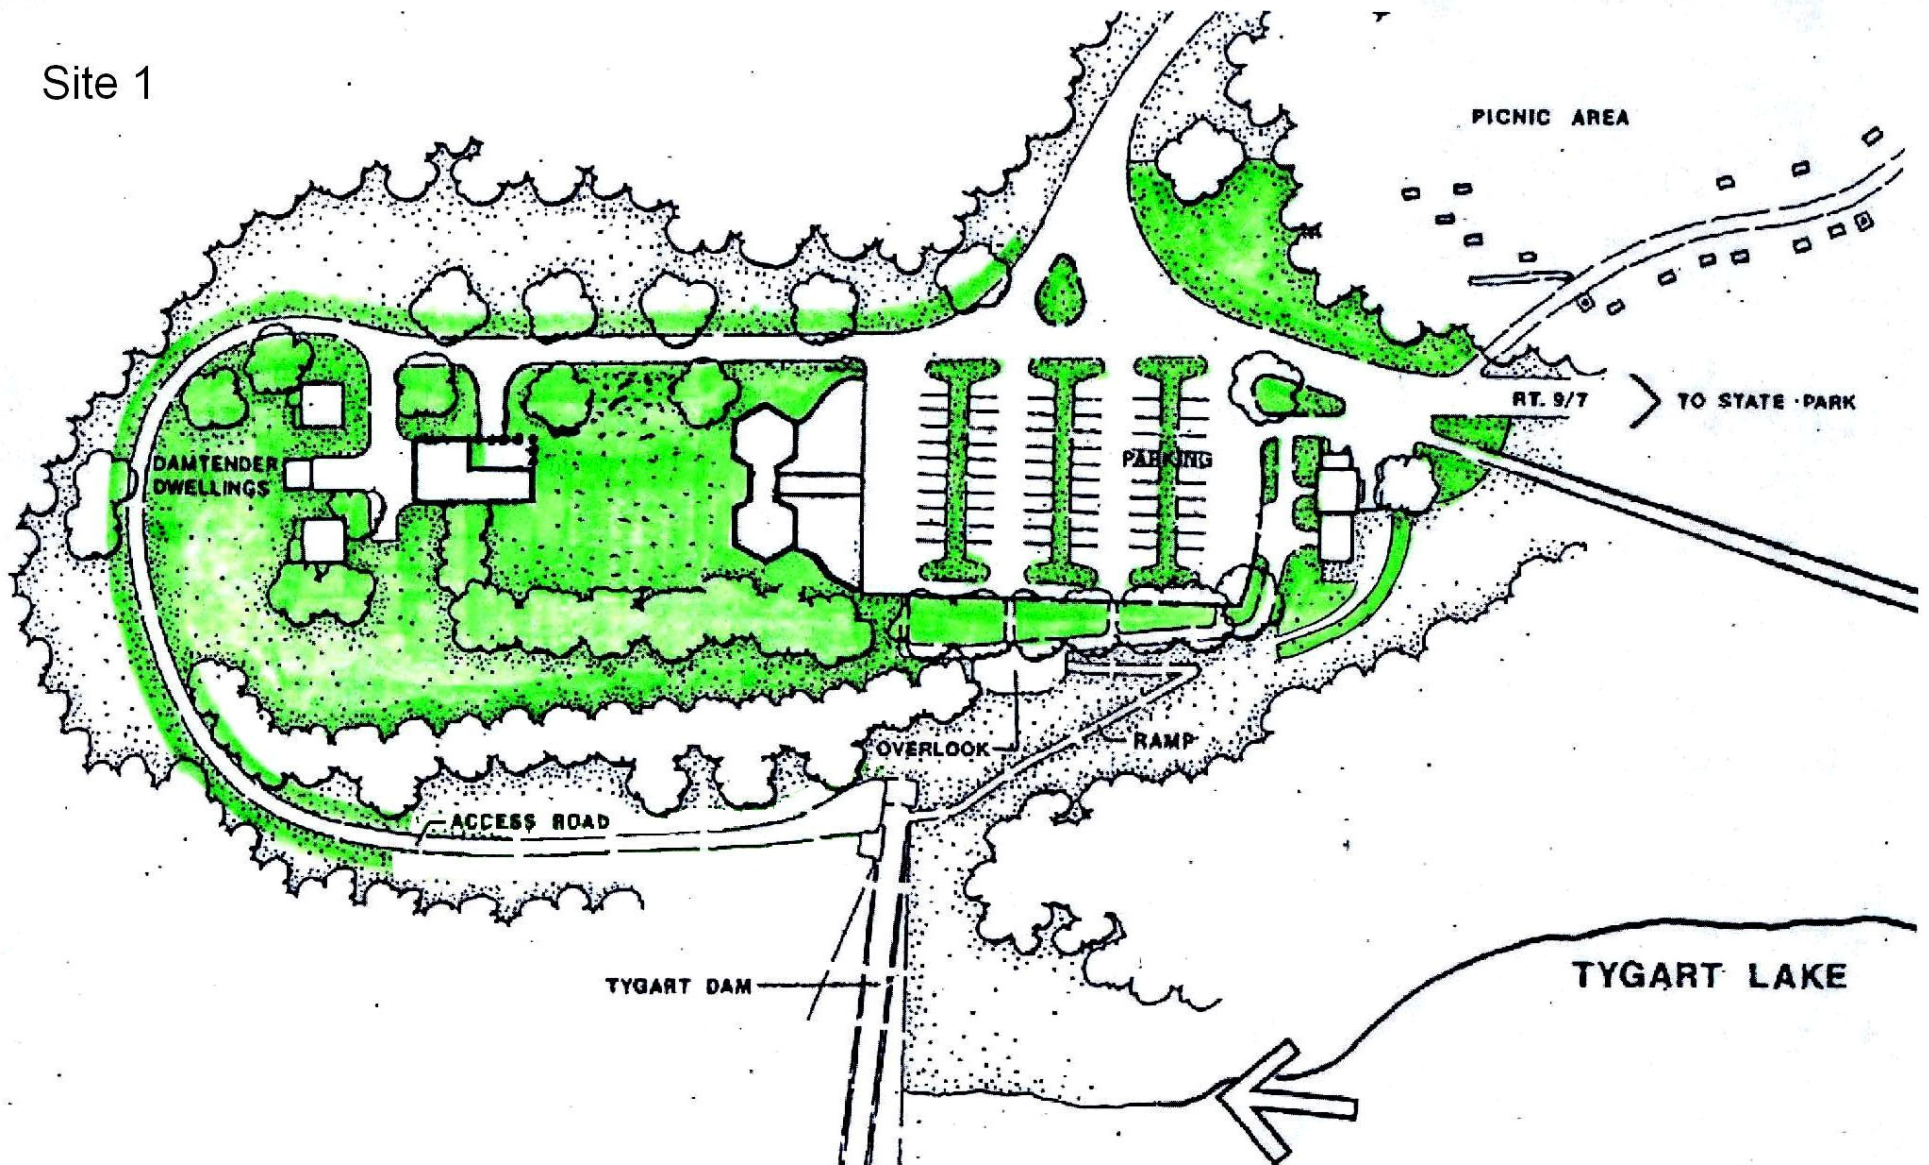 Site 1
PICNIC AREA
RT. 9/7
TO STATE PARK
DAMTENDER
DWELLINGS
PARKING
OVERLOOK
RAMP
ACCESS ROAD
TYGART DAM
TYGART LAKE